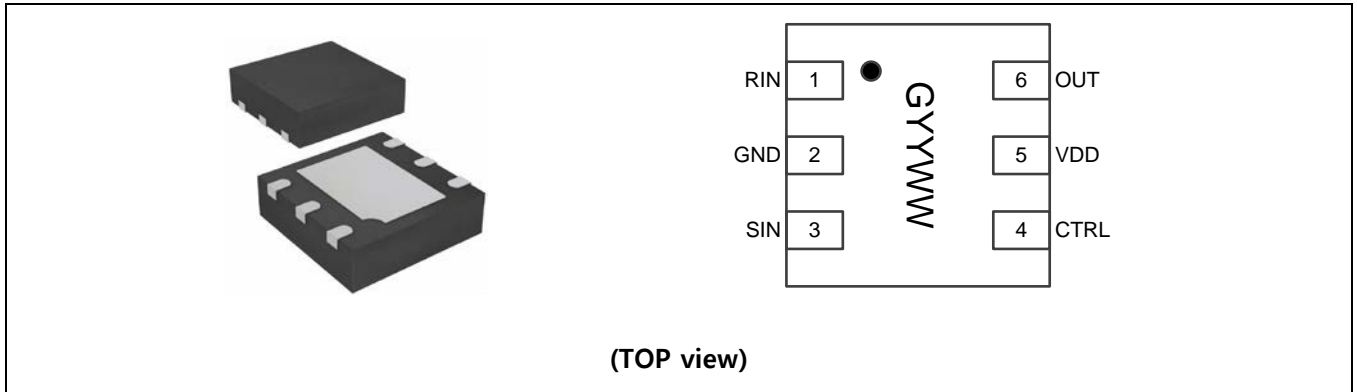 RIN 1 6 OUT
GND 2 5 VDD
SIN 3 4 CTRL
GYYWW
(TOP view)